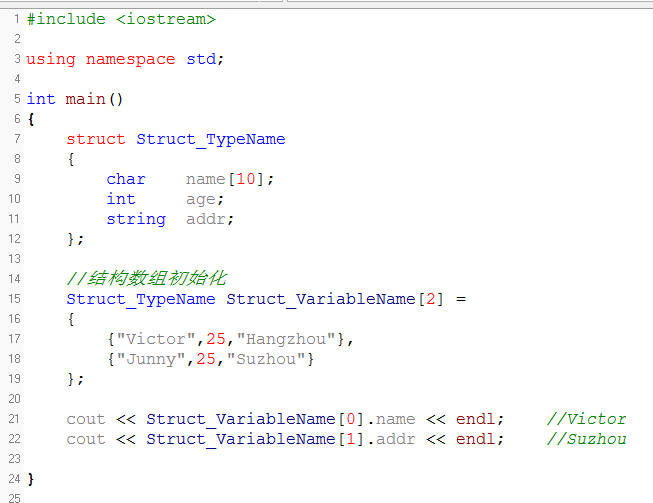 1 #include <iostream>
2
3 using namespace std;
4
5 int main()
6 {
7     struct Struct_TypeName
8     {
9         char    name[10];
10         int     age;
11         string  addr;
12     };
13
14     //结构数组初始化
15     Struct_TypeName Struct_VariableName[2] =
16     {
17         {"Victor",25,"Hangzhou"},
18         {"Junny",25,"Suzhou"}
19     };
20
21     cout << Struct_VariableName[0].name << endl;    //Victor
22     cout << Struct_VariableName[1].addr << endl;    //Suzhou
23
24 }
25